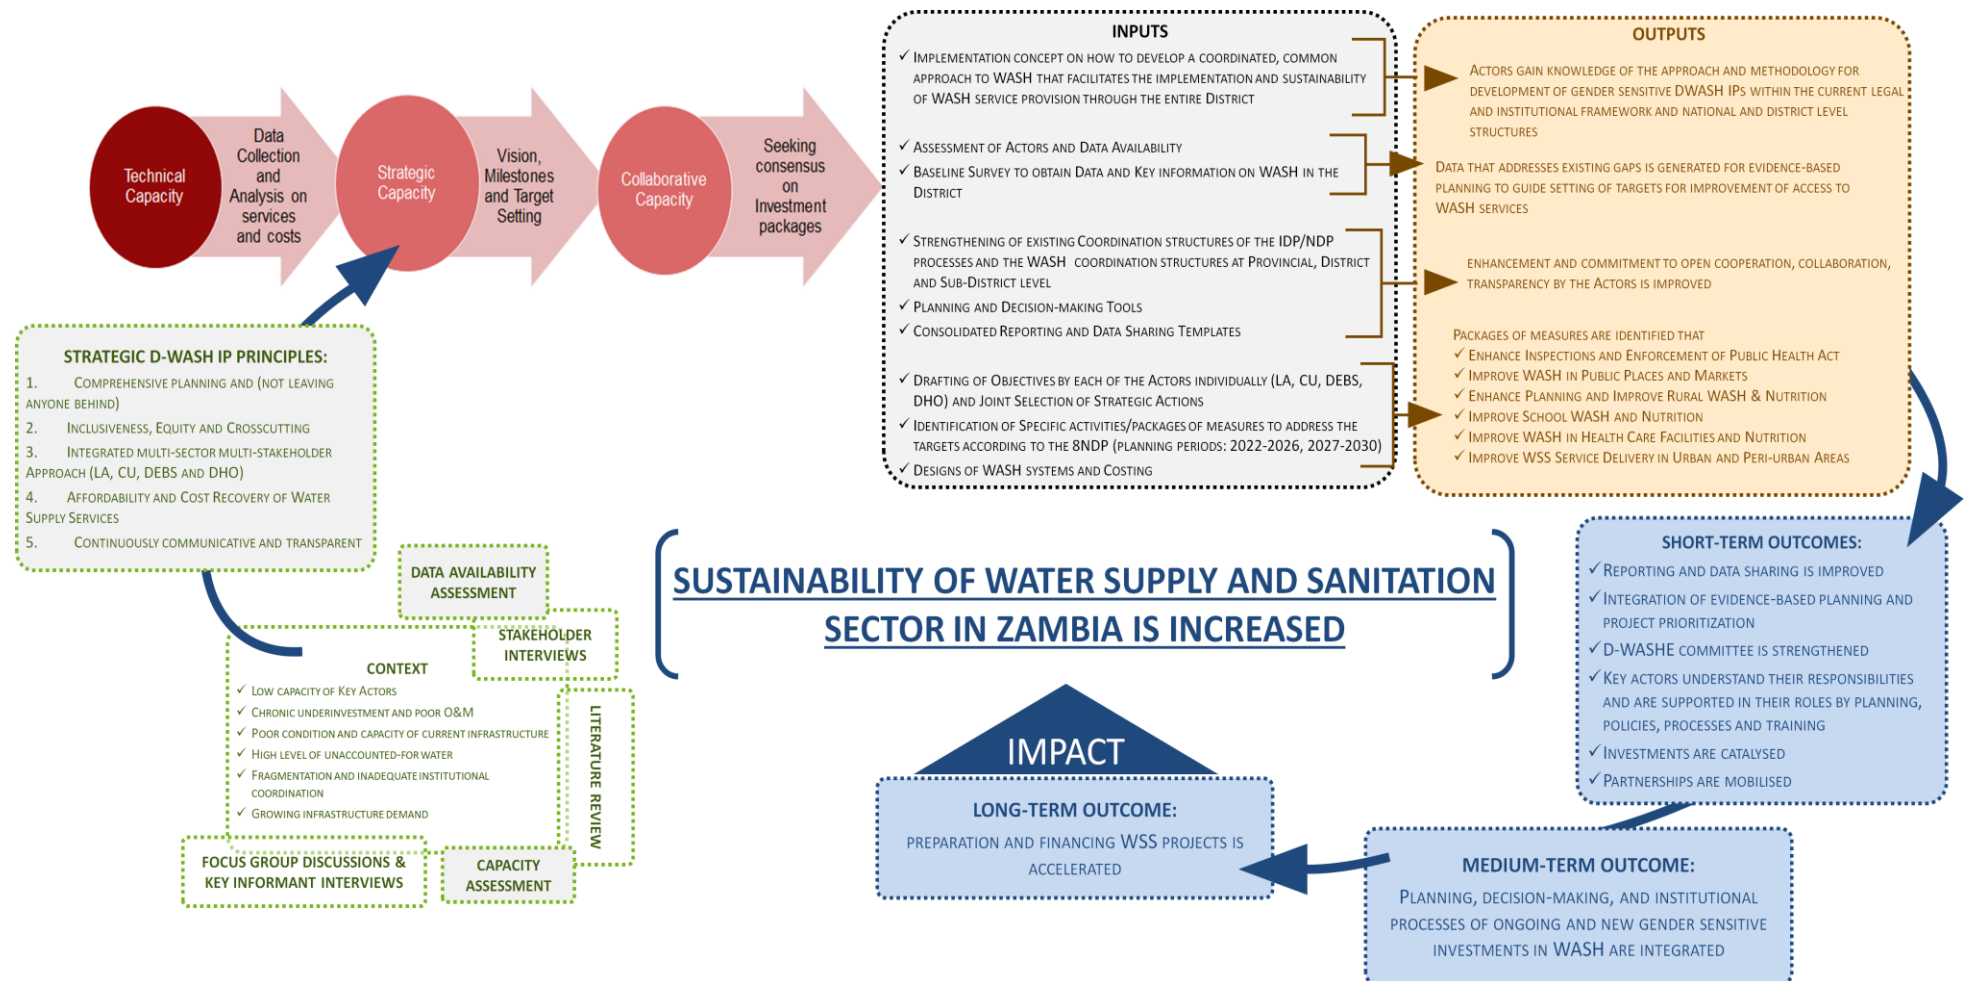 Technical
Capacity
Data
Collection
and
Analysis on
services
and costs
Strategic
Capacity
Vision,
Milestones
and Target
Setting
Collaborative
Capacity
Seeking
consensus
on
Investment
packages
INPUTS
✓ Implementation concept on how to develop a coordinated, common
approach to WASH that facilitates the implementation and sustainability
of WASH service provision through the entire District
✓ Assessment of Actors and Data Availability
✓ Baseline Survey to obtain Data and Key information on WASH in the
District
✓ Strengthening of existing Coordination structures of the IDP/NDP
processes and the WASH coordination structures at Provincial, District
and Sub-District level
✓ Planning and Decision-making Tools
✓ Consolidated Reporting and Data Sharing Templates
✓ Drafting of Objectives by each of the Actors individually (LA, CU, DEBS,
DHO) and Joint Selection of Strategic Actions
✓ Identification of Specific activities/packages of measures to address the
targets according to the 8NDP (planning periods: 2022-2026, 2027-2030)
✓ Designs of WASH systems and Costing
OUTPUTS
Actors gain knowledge of the approach and methodology for
development of gender sensitive DWASH IPs within the current legal
and institutional framework and national and district level
structures
Data that addresses existing gaps is generated for evidence-based
planning to guide setting of targets for improvement of access to
WASH services
enhancement and commitment to open cooperation, collaboration,
transparency by the Actors is improved
Packages of measures are identified that
✓ Enhance Inspections and Enforcement of Public Health Act
✓ Improve WASH in Public Places and Markets
✓ Enhance Planning and Improve Rural WASH & Nutrition
✓ Improve School WASH and Nutrition
✓ Improve WASH in Health Care Facilities and Nutrition
✓ Improve WSS Service Delivery in Urban and Peri-urban Areas
STRATEGIC D-WASH IP PRINCIPLES:
1. Comprehensive planning and (not leaving
anyone behind)
2. Inclusiveness, Equity and Crosscutting
3. Integrated multi-sector multi-stakeholder
Approach (LA, CU, DEBS and DHO)
4. Affordability and Cost Recovery of Water
Supply Services
5. Continuously communicative and transparent
DATA AVAILABILITY
ASSESSMENT
STAKEHOLDER
INTERVIEWS
CONTEXT
✓ Low capacity of Key Actors
✓ Chronic underinvestment and poor O&M
✓ Poor condition and capacity of current infrastructure
✓ High level of unaccounted-for water
✓ Fragmentation and inadequate institutional
coordination
✓ Growing infrastructure demand
LITERATURE REVIEW
FOCUS GROUP DISCUSSIONS &
KEY INFORMANT INTERVIEWS
CAPACITY
ASSESSMENT
SUSTAINABILITY OF WATER SUPPLY AND SANITATION
SECTOR IN ZAMBIA IS INCREASED
SHORT-TERM OUTCOMES:
✓ Reporting and data sharing is improved
✓ Integration of evidence-based planning and
project prioritization
✓ D-WASHE committee is strengthened
✓ Key actors understand their responsibilities
and are supported in their roles by planning,
policies, processes and training
✓ Investments are catalysed
✓ Partnerships are mobilised
MEDIUM-TERM OUTCOME:
Planning, decision-making, and institutional
processes of ongoing and new gender sensitive
investments in WASH are integrated
IMPACT
LONG-TERM OUTCOME:
preparation and financing WSS projects is
accelerated